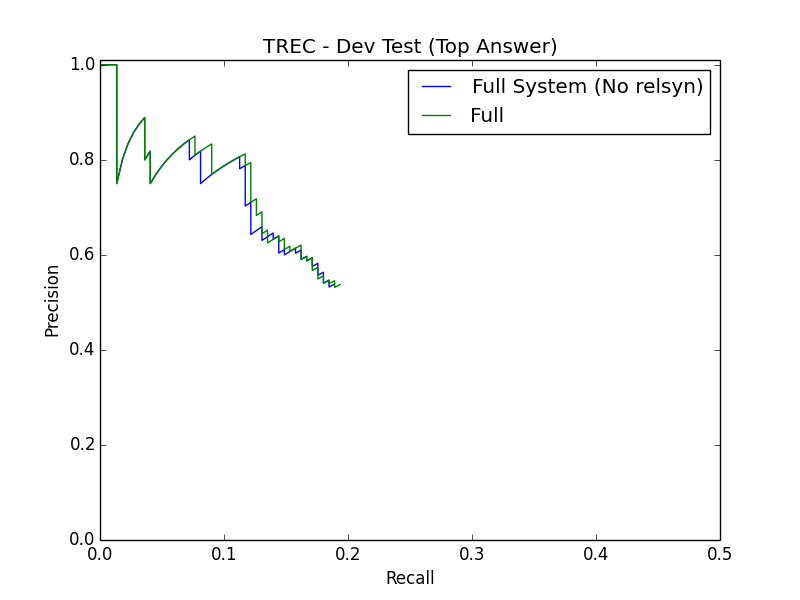 TREC - Dev Test (Top Answer)
Full System (No relsyn)
Full
Precision
1.0
0.8
0.6
0.4
0.2
0.0
0.0 0.1 0.2 0.3 0.4 0.5
Recall